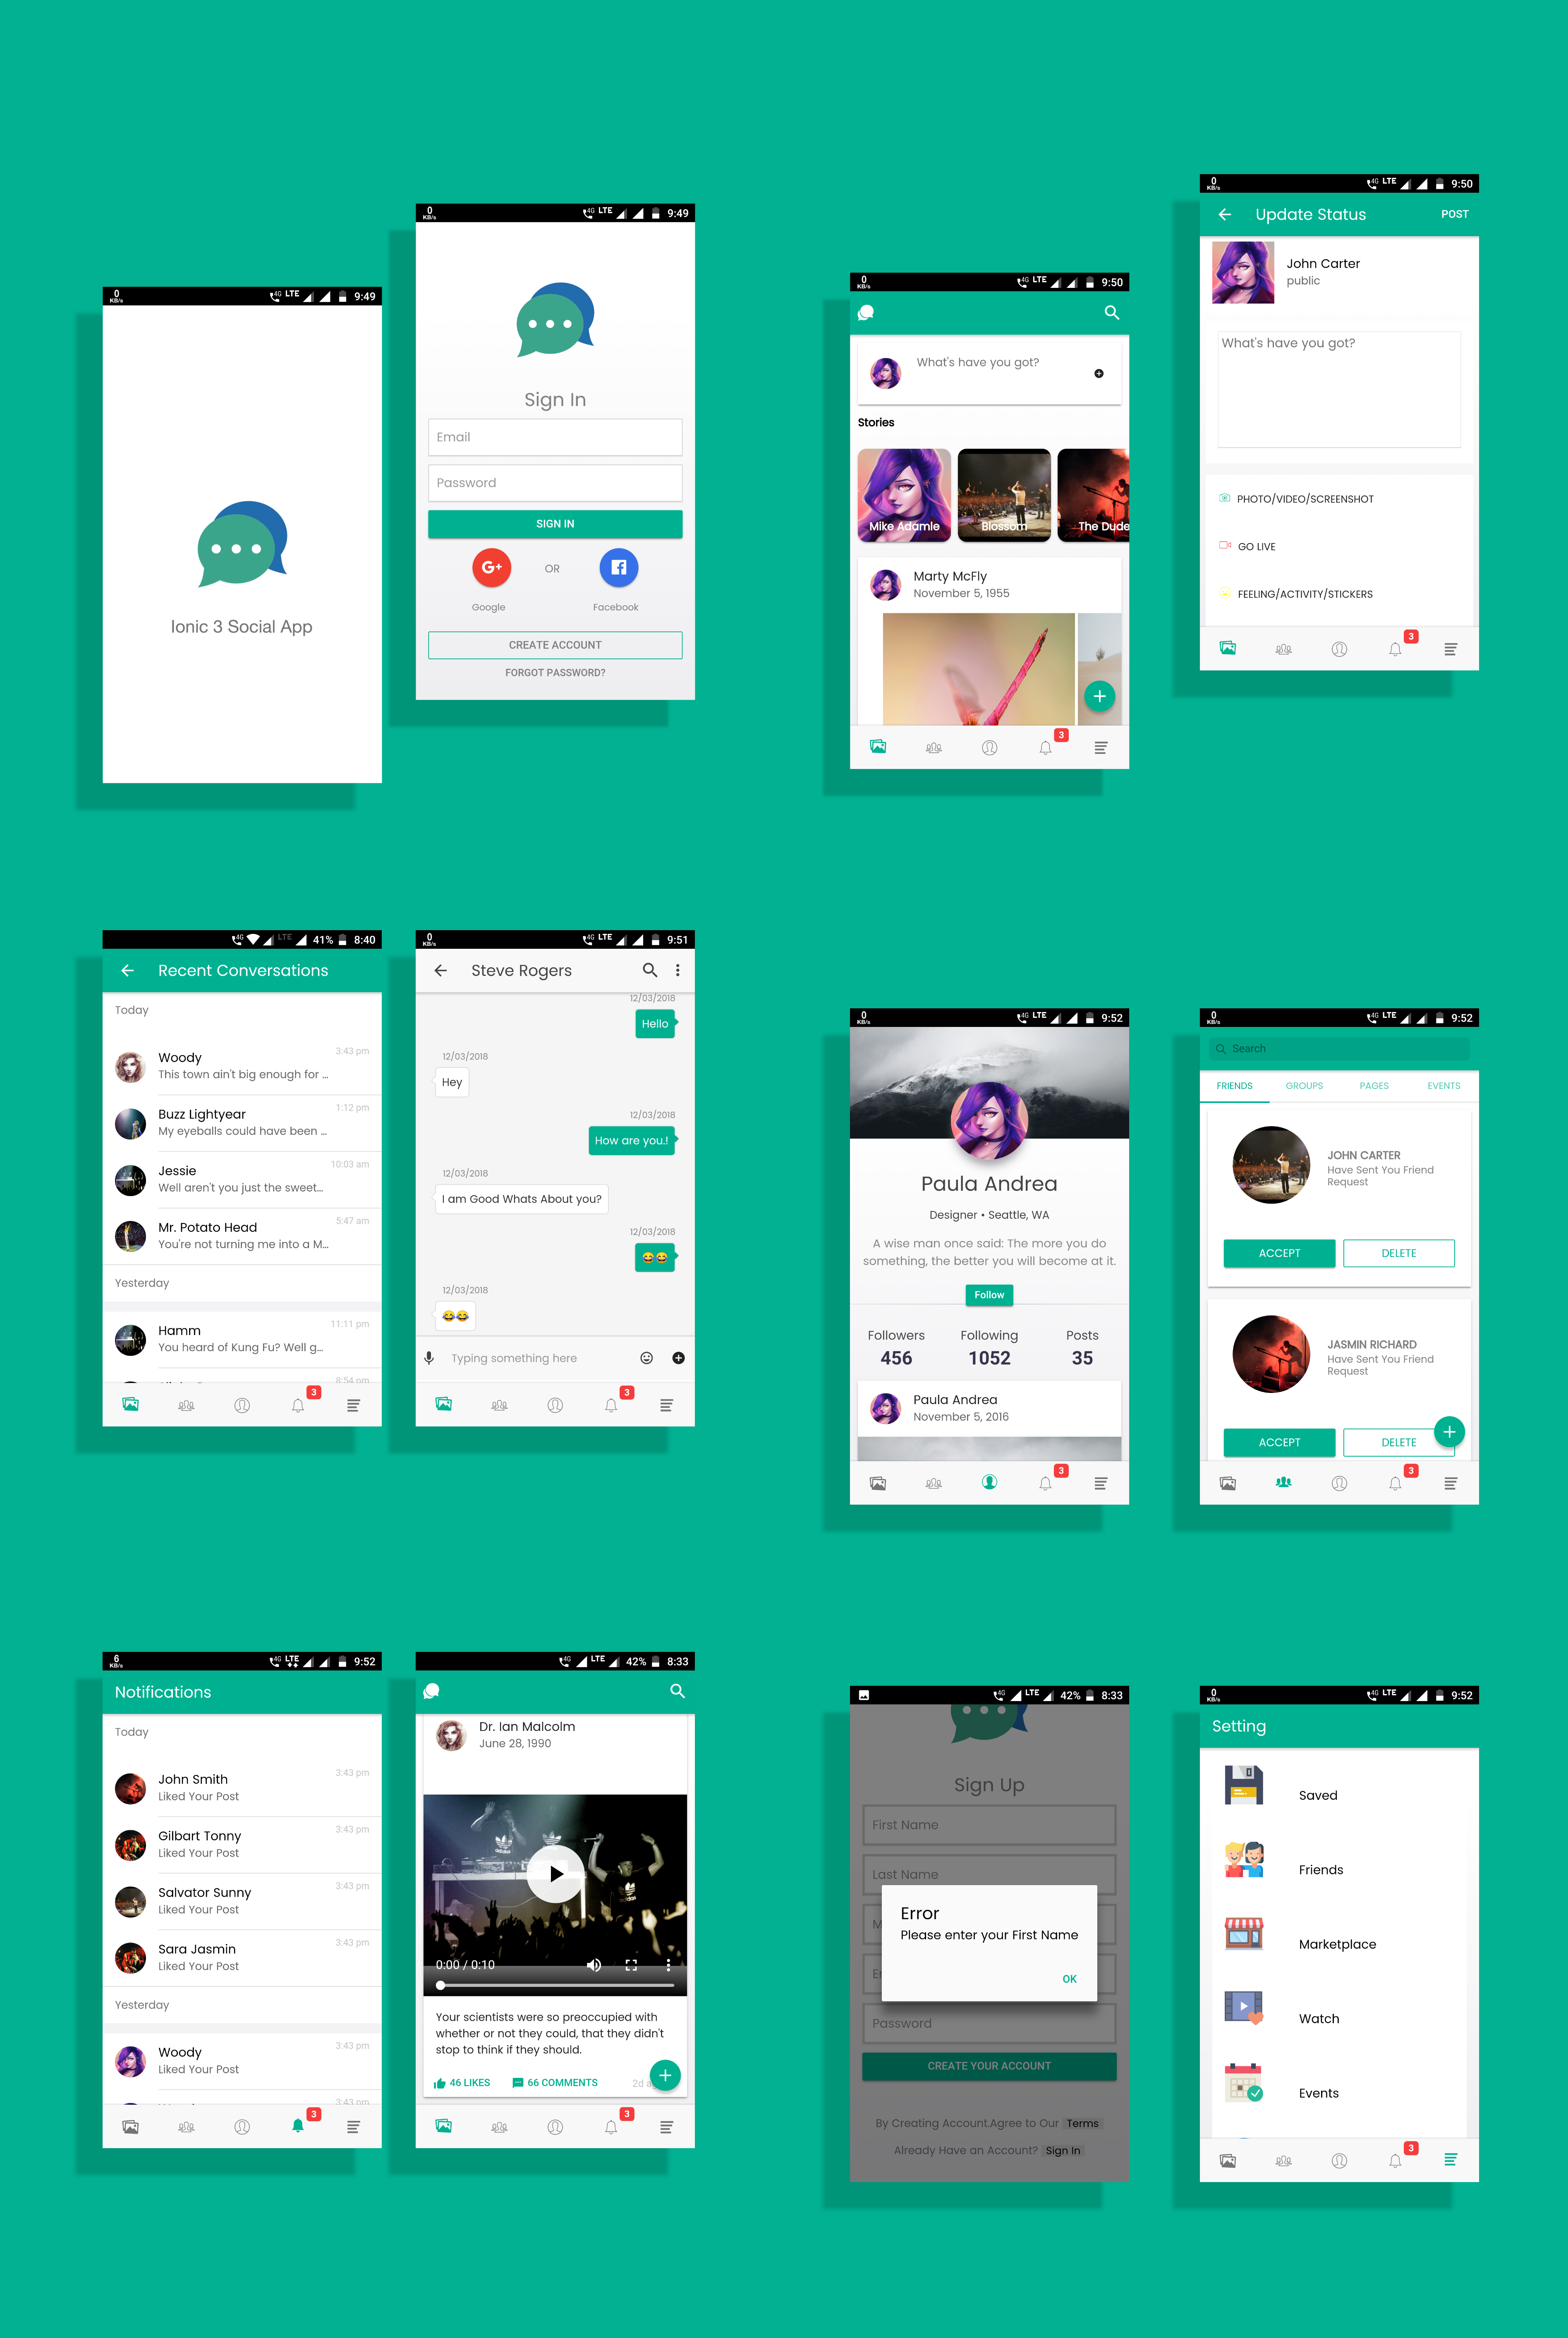 0
KB/s
4G LTE 9:49
Ionic 3 Social App
0
KB/s
4G LTE 9:49
Sign In
Email
Password
SIGN IN
G+
OR
Google
Facebook
CREATE ACCOUNT
FORGOT PASSWORD?
0
KB/s
4G LTE 9:50
What's have you got?
Stories
Mike Adamle
Blossom
The Dude
Marty McFly
November 5, 1955
3
0
KB/s
4G LTE 9:50
Update Status
POST
John Carter
public
What's have you got?
PHOTO/VIDEO/SCREENSHOT
GO LIVE
FEELING/ACTIVITY/STICKERS
3
4G LTE 41% 8:40
Recent Conversations
Today
3:43 pm
Woody
This town ain't big enough for ...
1:12 pm
Buzz Lightyear
My eyeballs could have been ...
10:03 am
Jessie
Well aren't you just the sweet...
5:47 am
Mr. Potato Head
You're not turning me into a M...
Yesterday
11:11 pm
Hamm
You heard of Kung Fu? Well g...
8:54 pm
3
0
KB/s
4G LTE 9:51
Steve Rogers
12/03/2018
Hello
12/03/2018
Hey
12/03/2018
How are you.!
12/03/2018
I am Good Whats About you?
12/03/2018
😂😂
12/03/2018
😂😂
Typing something here
3
0
KB/s
4G LTE 9:52
Paula Andrea
Designer • Seattle, WA
A wise man once said: The more you do
something, the better you will become at it.
Follow
Followers Following Posts
456 1052 35
Paula Andrea
November 5, 2016
3
0
KB/s
4G LTE 9:52
Search
FRIENDS GROUPS PAGES EVENTS
JOHN CARTER
Have Sent You Friend
Request
ACCEPT DELETE
JASMIN RICHARD
Have Sent You Friend
Request
ACCEPT DELETE
3
6
KB/s
4G LTE 9:52
Notifications
Today
3:43 pm
John Smith
Liked Your Post
3:43 pm
Gilbart Tonny
Liked Your Post
3:43 pm
Salvator Sunny
Liked Your Post
3:43 pm
Sara Jasmin
Liked Your Post
Yesterday
3:43 pm
Woody
Liked Your Post
3:43 pm
3
4G LTE 42% 8:33
Dr. Ian Malcolm
June 28, 1990
adidas
adidas
adidas
0:00 / 0:10
Your scientists were so preoccupied with
whether or not they could, that they didn't
stop to think if they should.
46 LIKES 66 COMMENTS 2d
3
4G LTE 42% 8:33
Sign Up
First Name
Last Name
Error
Please enter your First Name
OK
Password
CREATE YOUR ACCOUNT
By Creating Account.Agree to Our Terms
Already Have an Account? Sign In
0
KB/s
4G LTE 9:52
Setting
Saved
Friends
Marketplace
Watch
Events
3